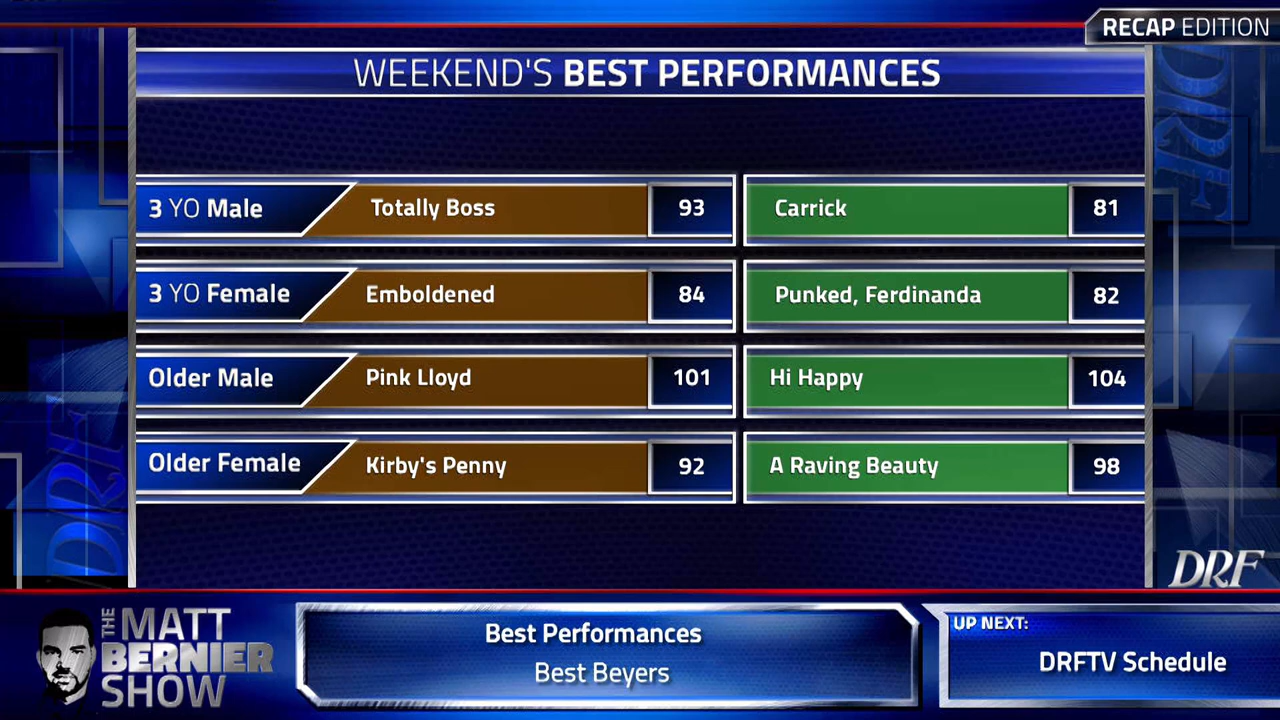 RECAP EDITION
WEEKEND'S BEST PERFORMANCES
3 YO Male Totally Boss 93 Carrick 81
3 YO Female Emboldened 84 Punked, Ferdinanda 82
Older Male Pink Lloyd 101 Hi Happy 104
Older Female Kirby's Penny 92 A Raving Beauty 98
DRF
DRF
DRF
THE MATT BERNIER SHOW
Best Performances
Best Beyers
UP NEXT:
DRFTV Schedule